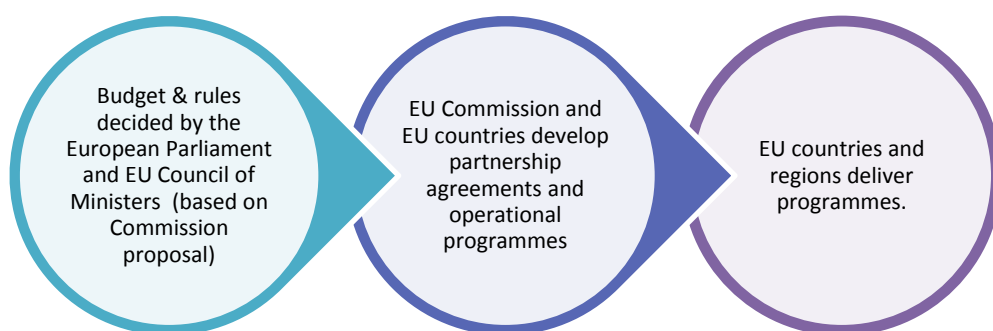 Budget & rules
decided by the
European Parliament
and EU Council of
Ministers (based on
Commission
proposal)
EU Commission and
EU countries develop
partnership
agreements and
operational
programmes
EU countries and
regions deliver
programmes.